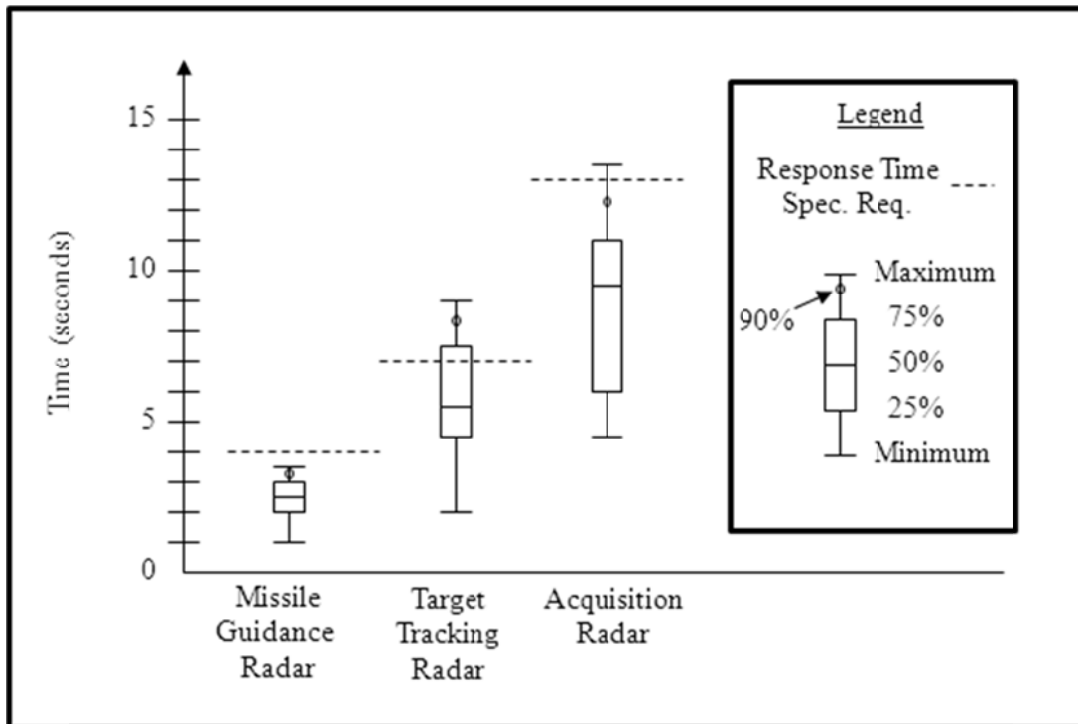 15
10
5
0
Time (seconds)
Missile
Guidance
Radar
Target
Tracking
Radar
Acquisition
Radar
Legend
Response Time
Spec. Req.
Maximum
90%
75%
50%
25%
Minimum